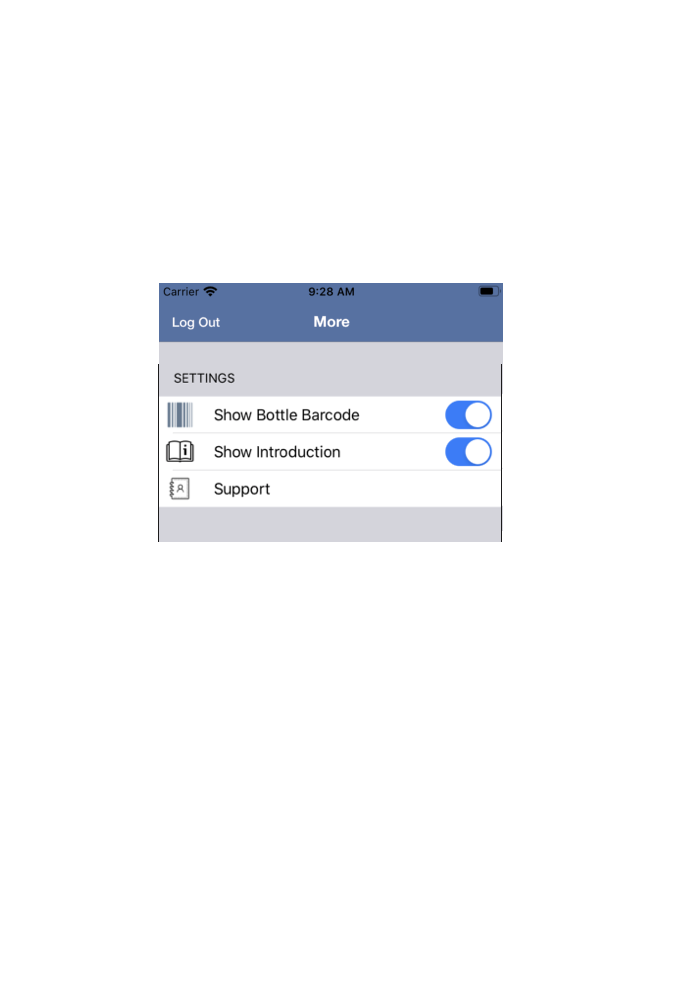 Carrier 9:28 AM
Log Out More
SETTINGS
Show Bottle Barcode
Show Introduction
Support